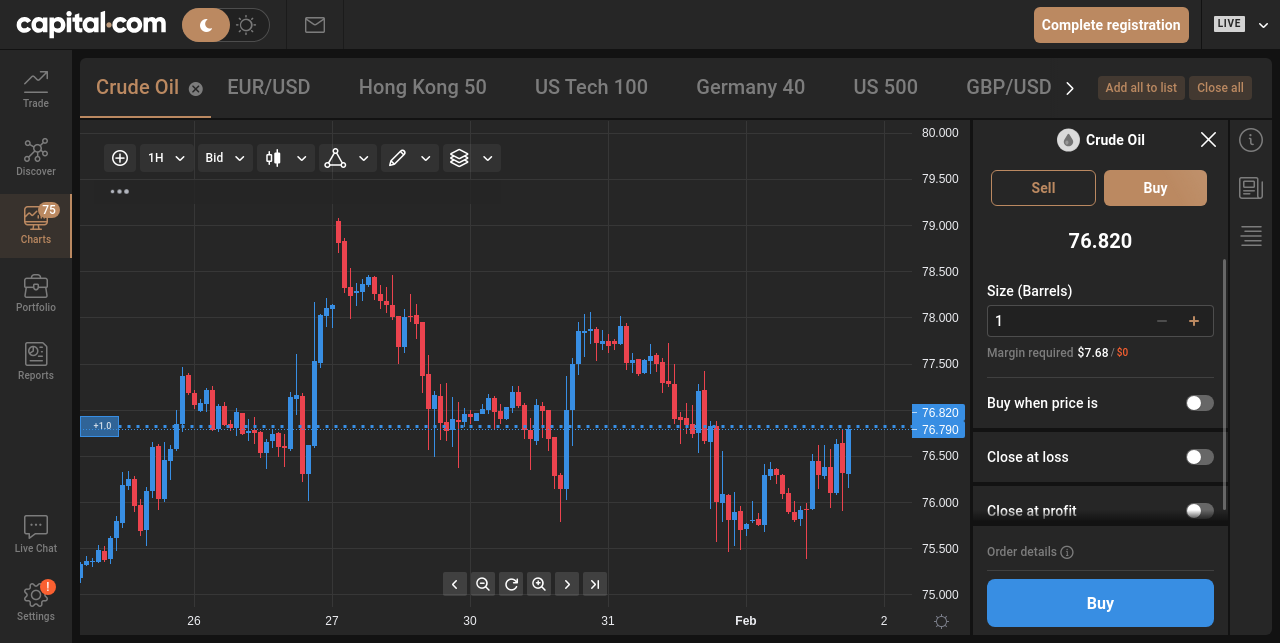 capital.com
Complete registration
LIVE
Trade
Discover
75
Charts
Portfolio
Reports
Live Chat
!
Settings
Crude Oil
EUR/USD
Hong Kong 50
US Tech 100
Germany 40
US 500
GBP/USD
Add all to list
Close all
1H
Bid
+1.0
80.000
79.500
79.000
78.500
78.000
77.500
76.820
76.790
76.500
76.000
75.500
75.000
26
27
30
31
Feb
2
Crude Oil
Sell
Buy
76.820
Size (Barrels)
1
Margin required $7.68 / $0
Buy when price is
Close at loss
Close at profit
Order details
Buy